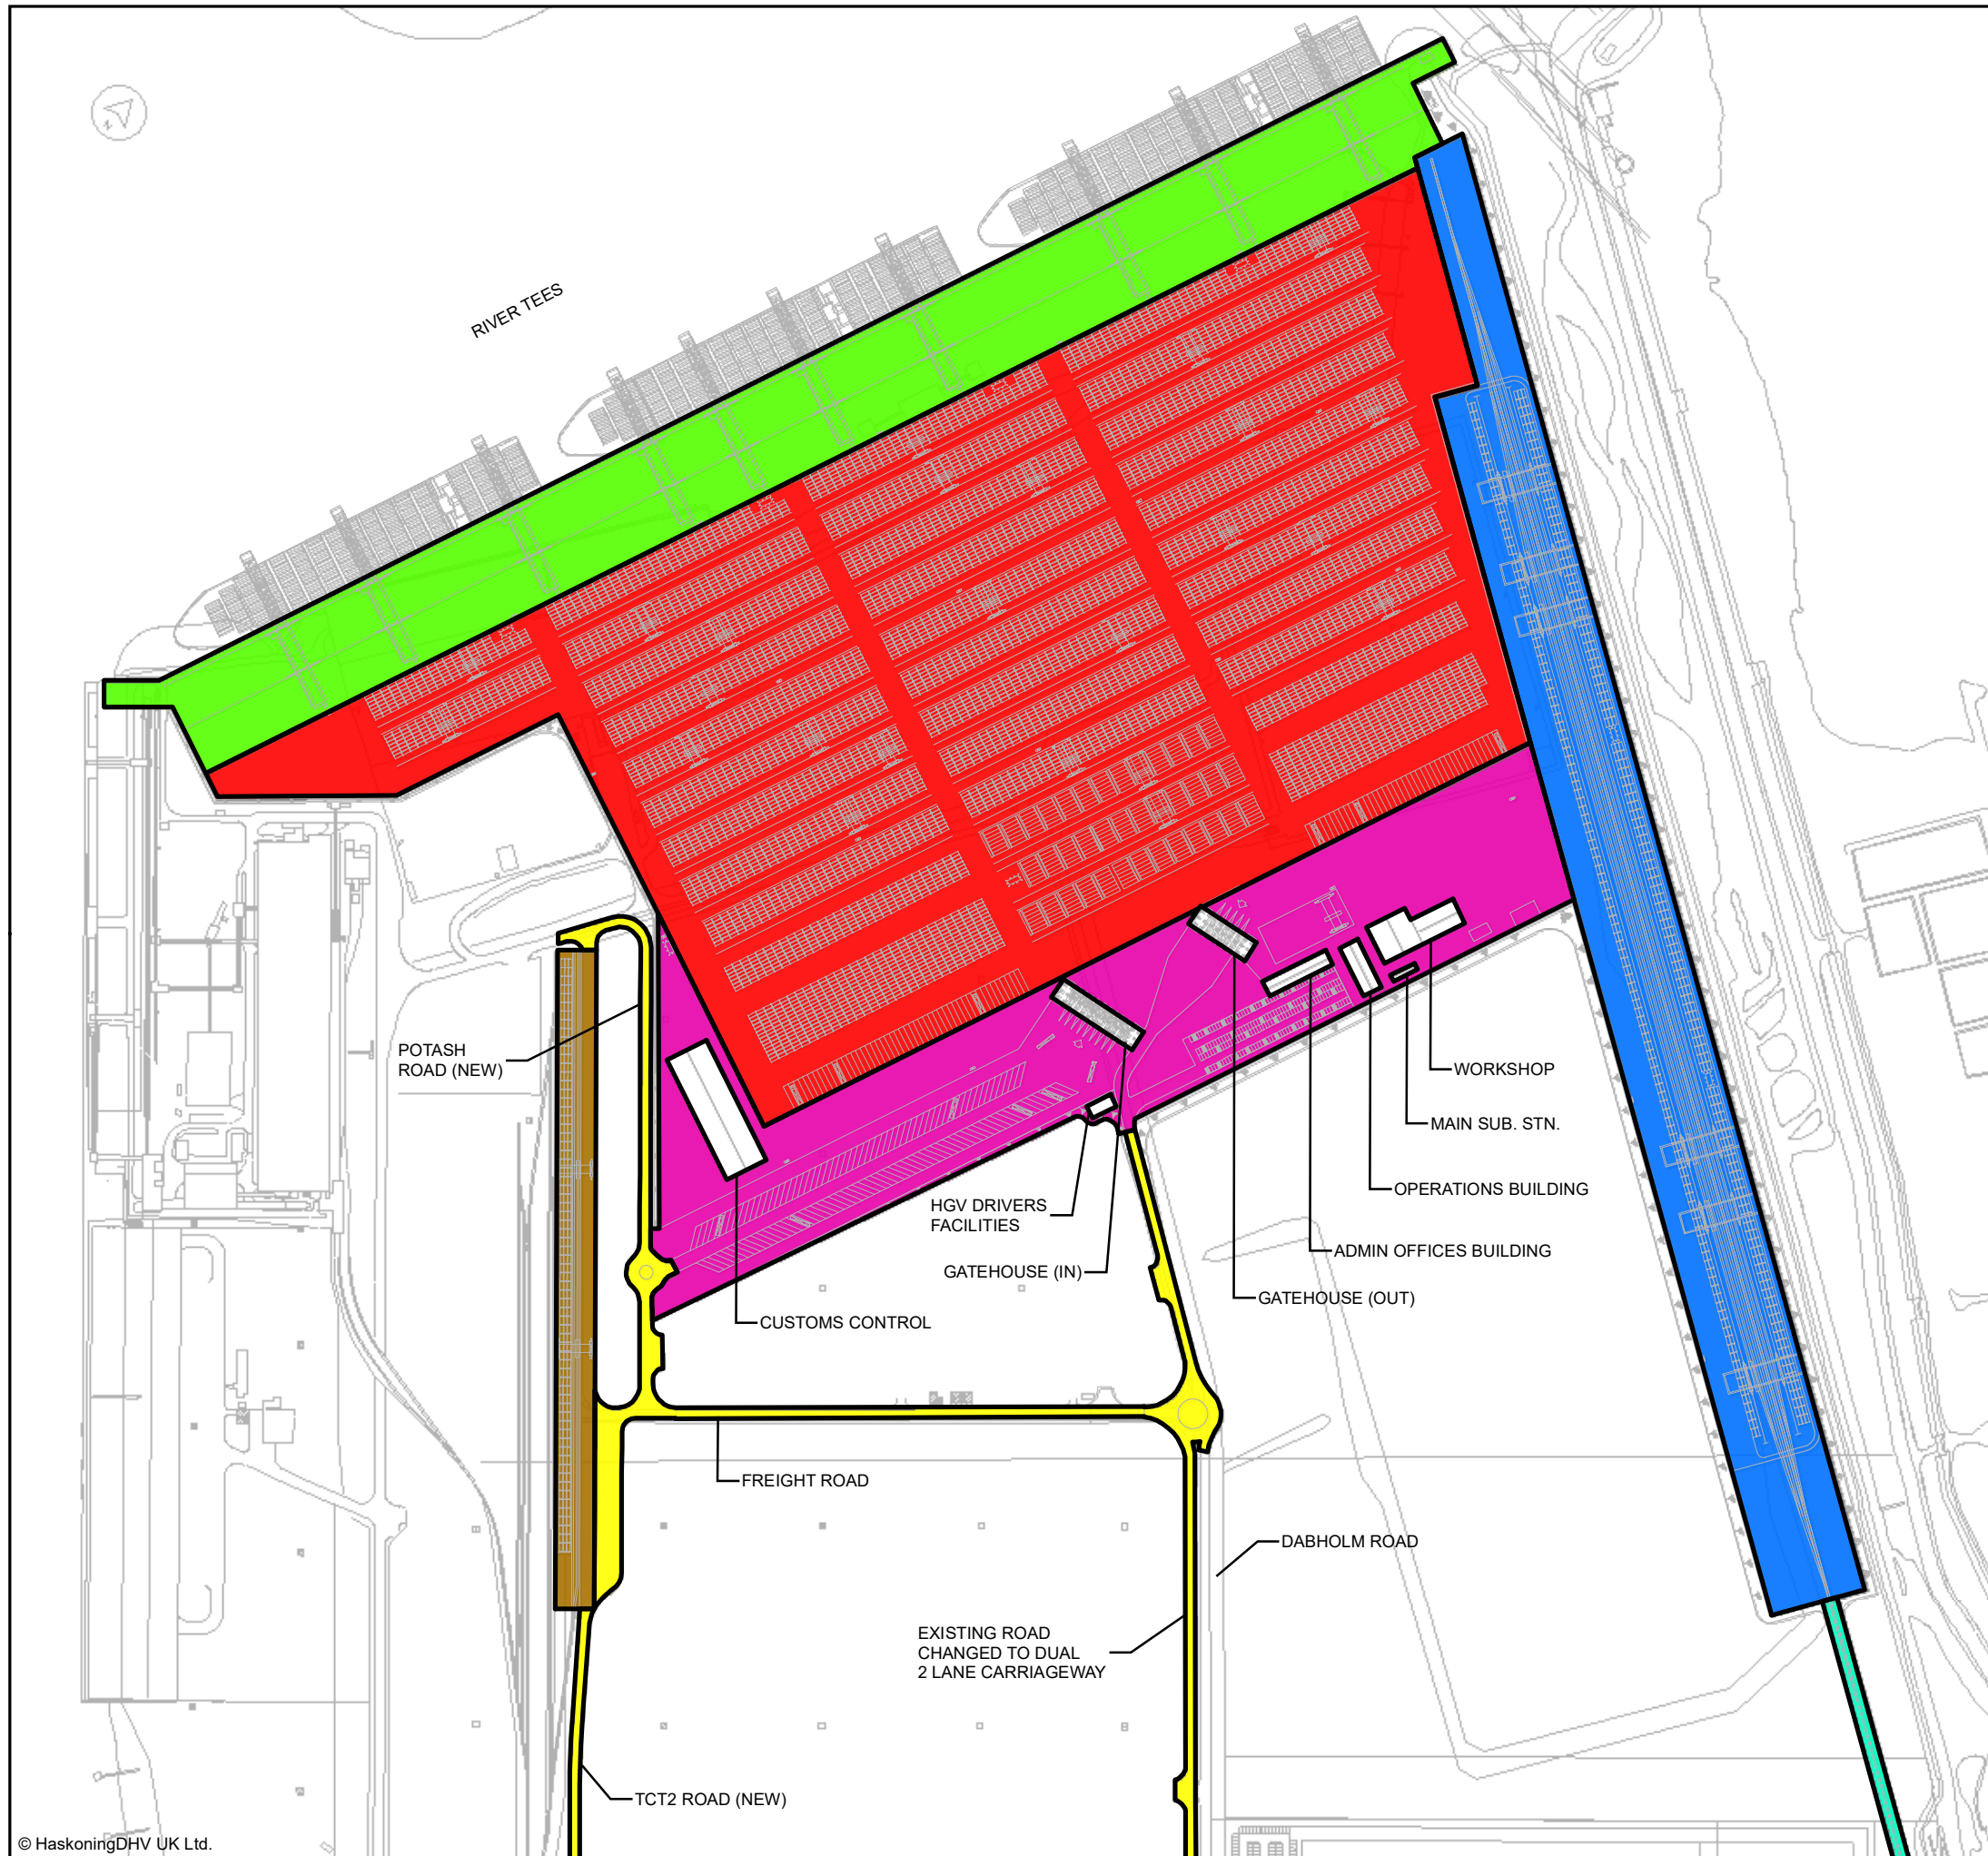 RIVER TEES
POTASH
ROAD (NEW)
WORKSHOP
MAIN SUB. STN.
OPERATIONS BUILDING
HGV DRIVERS
FACILITIES
ADMIN OFFICES BUILDING
GATEHOUSE (IN)
GATEHOUSE (OUT)
CUSTOMS CONTROL
FREIGHT ROAD
DABHOLM ROAD
EXISTING ROAD
CHANGED TO DUAL
2 LANE CARRIAGEWAY
TCT2 ROAD (NEW)
© HaskoningDHV UK Ltd.